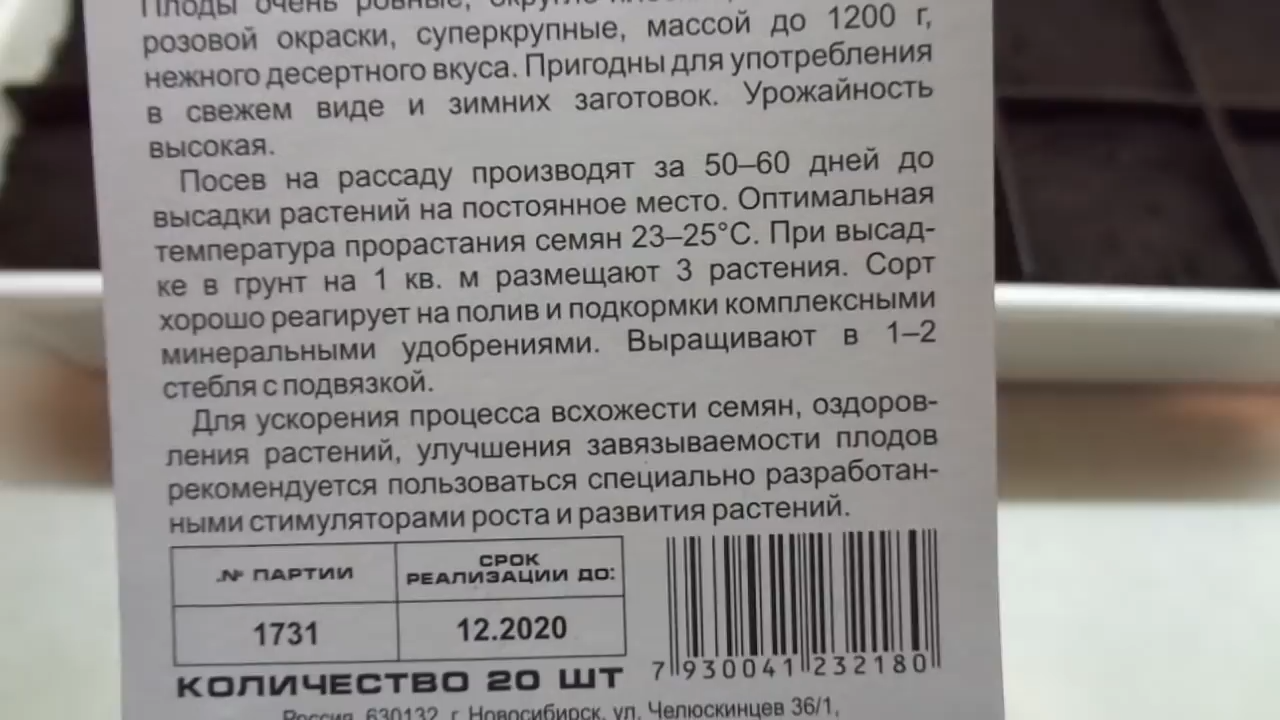 Плоды очень ровные,
розовой окраски, суперкрупные, массой до 1200 г,
нежного десертного вкуса. Пригодны для употребления
в свежем виде и зимних заготовок. Урожайность
высокая.
Посев на рассаду производят за 50–60 дней до
высадки растений на постоянное место. Оптимальная
температура прорастания семян 23–25°С. При высад-
ке в грунт на 1 кв. м размещают 3 растения. Сорт
хорошо реагирует на полив и подкормки комплексными
минеральными удобрениями. Выращивают в 1–2
стебля с подвязкой.
Для ускорения процесса всхожести семян, оздоров-
ления растений, улучшения завязываемости плодов
рекомендуется пользоваться специально разработан-
ными стимуляторами роста и развития растений.
№ ПАРТИИ
СРОК
РЕАЛИЗАЦИИ ДО:
1731
12.2020
КОЛИЧЕСТВО 20 ШТ
7 930041 232180
Россия, 630132, г. Новосибирск, ул. Челюскинцев 36/1,